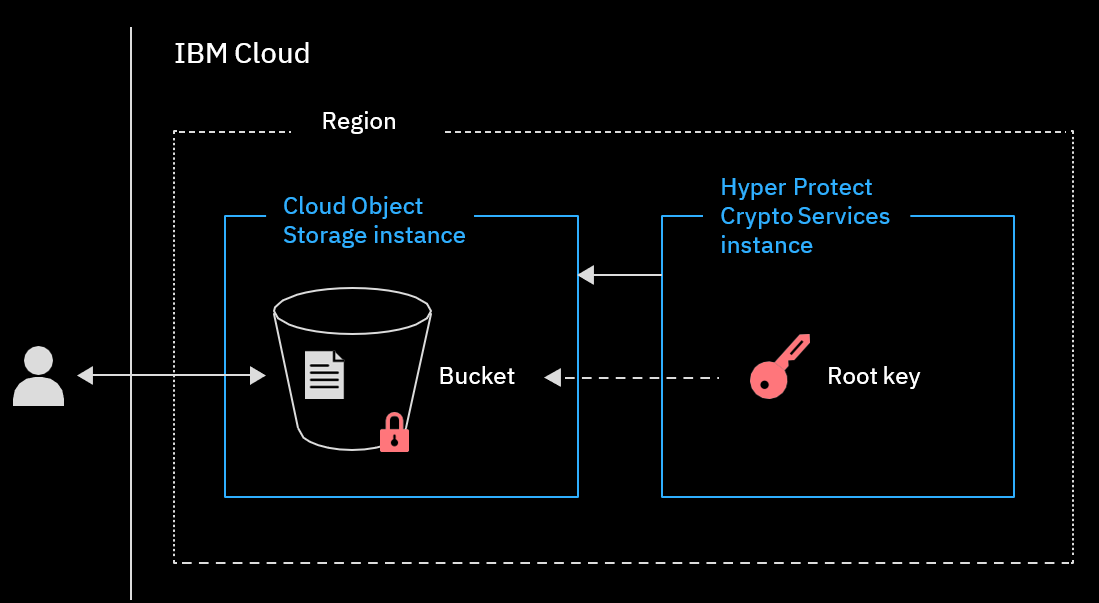 IBM Cloud
Region
Cloud Object
Storage instance
Hyper Protect
Crypto Services
instance
Bucket
Root key